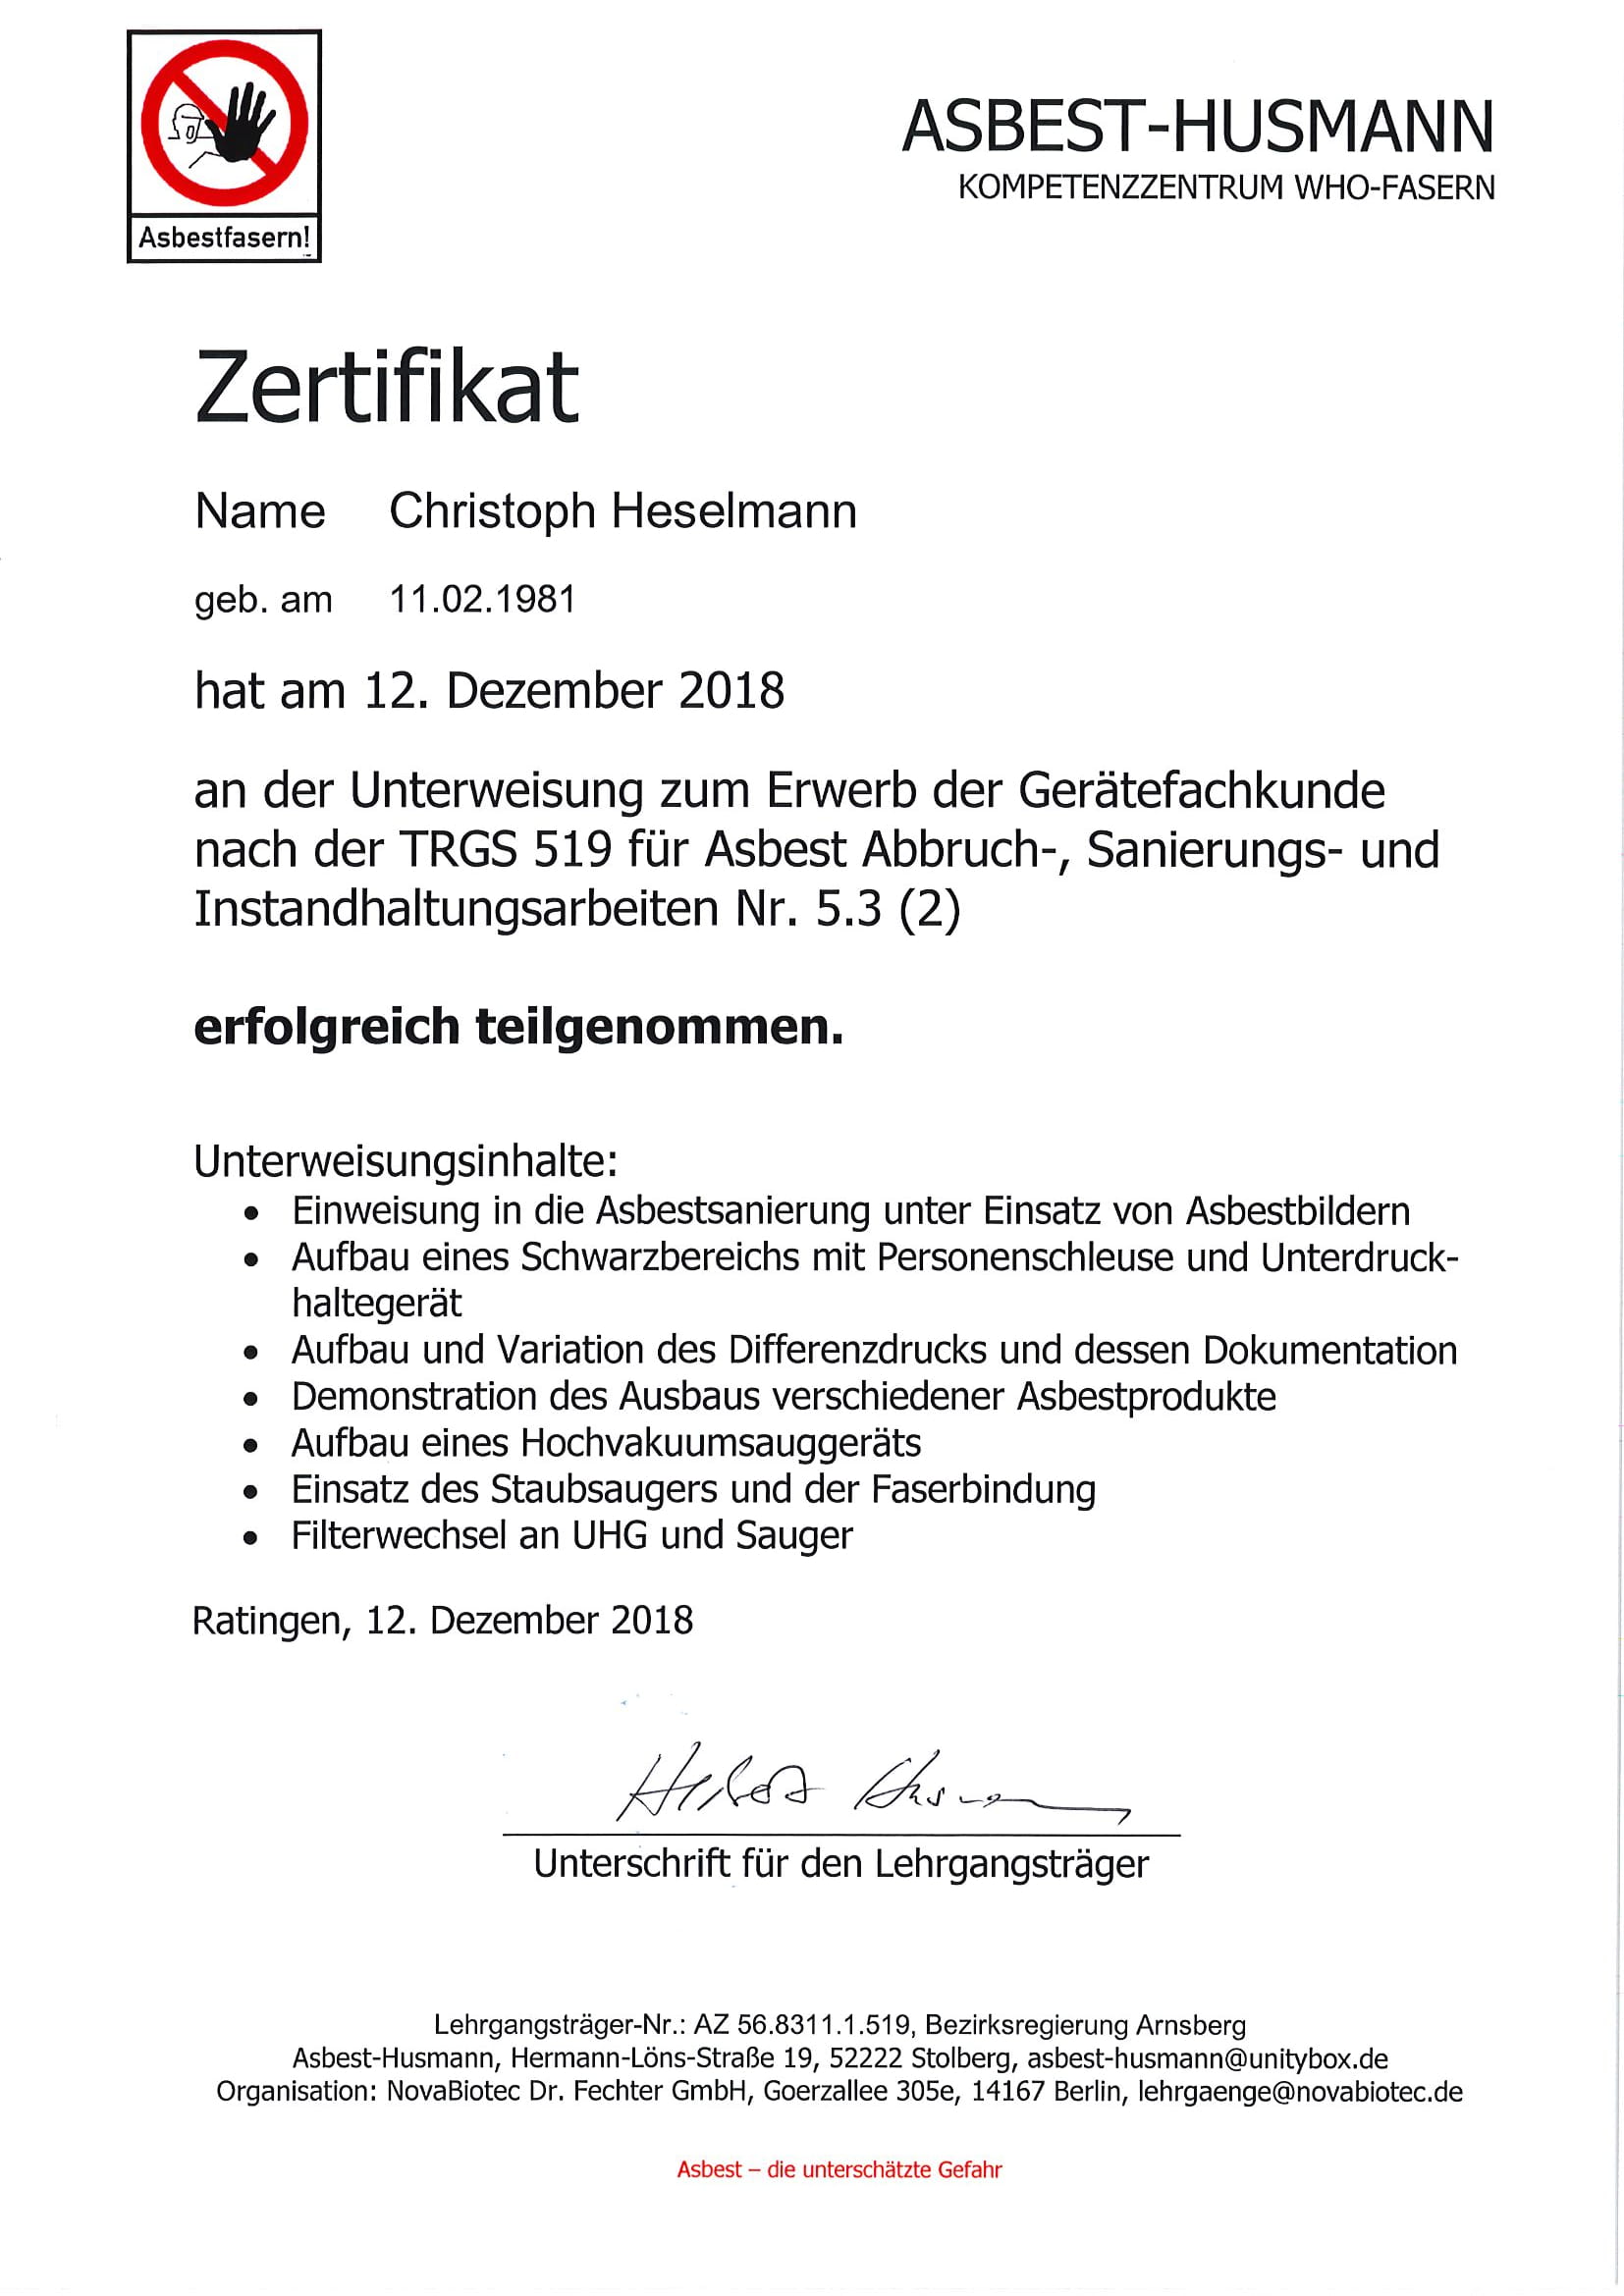 Asbestfasern!
ASBEST-HUSMANN
KOMPETENZZENTRUM WHO-FASERN
Zertifikat
Name Christoph Heselmann
geb. am 11.02.1981
hat am 12. Dezember 2018
an der Unterweisung zum Erwerb der Gerätefachkunde
nach der TRGS 519 für Asbest Abbruch-, Sanierungs- und
Instandhaltungsarbeiten Nr. 5.3 (2)
erfolgreich teilgenommen.
Unterweisungsinhalte:
• Einweisung in die Asbestsanierung unter Einsatz von Asbestbildern
• Aufbau eines Schwarzbereichs mit Personenschleuse und Unterdruck-
haltegerät
• Aufbau und Variation des Differenzdrucks und dessen Dokumentation
• Demonstration des Ausbaus verschiedener Asbestprodukte
• Aufbau eines Hochvakuumsauggeräts
• Einsatz des Staubsaugers und der Faserbindung
• Filterwechsel an UHG und Sauger
Ratingen, 12. Dezember 2018
Unterschrift für den Lehrgangsträger
Lehrgangsträger-Nr.: AZ 56.8311.1.519, Bezirksregierung Arnsberg
Asbest-Husmann, Hermann-Löns-Straße 19, 52222 Stolberg, asbest-husmann@unitybox.de
Organisation: NovaBiotec Dr. Fechter GmbH, Goerzallee 305e, 14167 Berlin, lehrgaenge@novabiotec.de
Asbest – die unterschätzte Gefahr